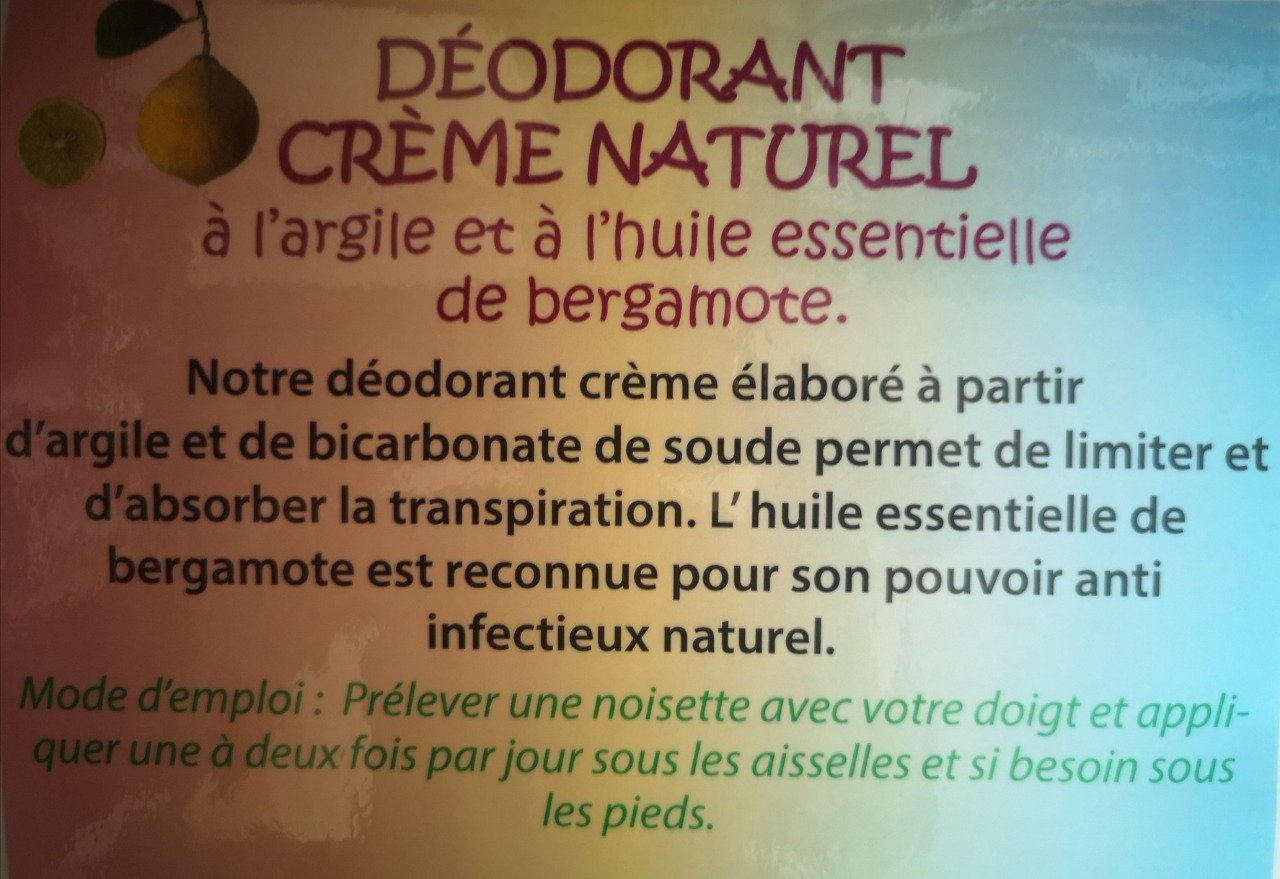 DÉODORANT
CRÈME NATUREL
à l'argile et à l'huile essentielle
de bergamote.
Notre déodorant crème élaboré à partir
d'argile et de bicarbonate de soude permet de limiter et
d'absorber la transpiration. L' huile essentielle de
bergamote est reconnue pour son pouvoir anti
infectieux naturel.
Mode d'emploi : Prélever une noisette avec votre doigt et appli-
quer une à deux fois par jour sous les aisselles et si besoin sous
les pieds.